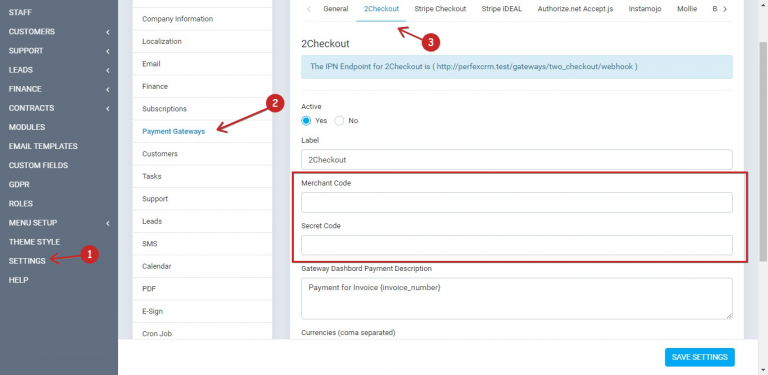 STAFF
CUSTOMERS
SUPPORT
LEADS
FINANCE
CONTRACTS
MODULES
EMAIL TEMPLATES
CUSTOM FIELDS
GDPR
ROLES
MENU SETUP
THEME STYLE
SETTINGS
HELP
1
Company Information
Localization
Email
Finance
Subscriptions
Payment Gateways
Customers
Tasks
Support
Leads
SMS
Calendar
PDF
E-Sign
Cron Job
2
General 2Checkout Stripe Checkout Stripe iDEAL Authorize.net Accept.js Instamojo Mollie B
3
2Checkout
The IPN Endpoint for 2Checkout is ( http://perfexcrm.test/gateways/two_checkout/webhook )
Active
Yes No
Label
2Checkout
Merchant Code
Secret Code
Gateway Dashbord Payment Description
Payment for Invoice {invoice_number}
Currencies (coma separated)
SAVE SETTINGS